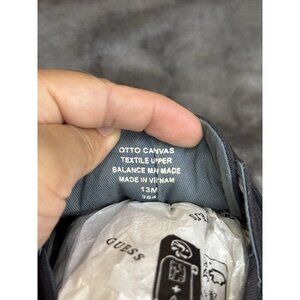 OTTO CANVAS
TEXTILE UPPER
BALANCE MAN MADE
MADE IN VIETNAM
13M
GUESS